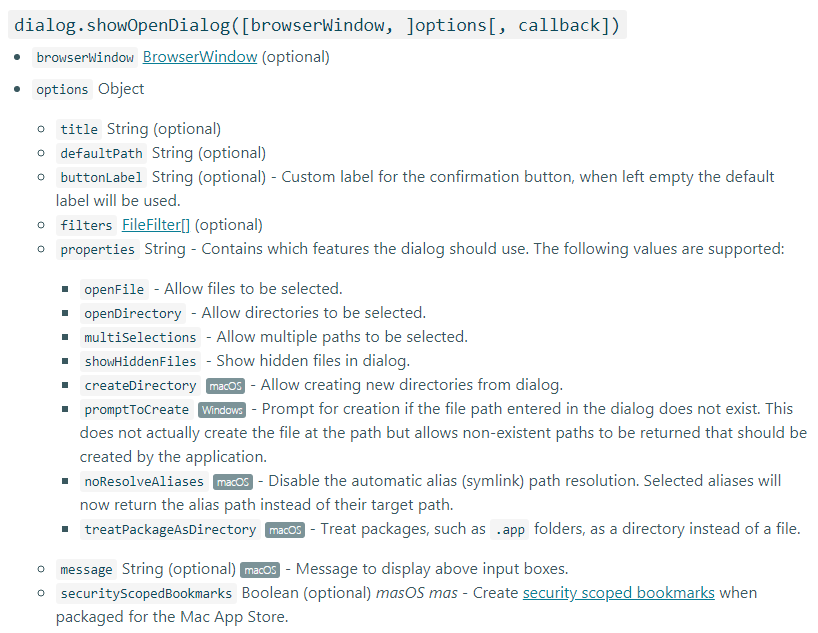 dialog.showOpenDialog([browserWindow, ]options[, callback])
browserWindow BrowserWindow (optional)
options Object
title String (optional)
defaultPath String (optional)
buttonLabel String (optional) - Custom label for the confirmation button, when left empty the default
label will be used.
filters FileFilter[] (optional)
properties String - Contains which features the dialog should use. The following values are supported:
openFile - Allow files to be selected.
openDirectory - Allow directories to be selected.
multiSelections - Allow multiple paths to be selected.
showHiddenFiles - Show hidden files in dialog.
createDirectory macOS - Allow creating new directories from dialog.
promptToCreate Windows - Prompt for creation if the file path entered in the dialog does not exist. This
does not actually create the file at the path but allows non-existent paths to be returned that should be
created by the application.
noResolveAliases macOS - Disable the automatic alias (symlink) path resolution. Selected aliases will
now return the alias path instead of their target path.
treatPackageAsDirectory macOS - Treat packages, such as .app folders, as a directory instead of a file.
message String (optional) macOS - Message to display above input boxes.
securityScopedBookmarks Boolean (optional) masOS mas - Create security scoped bookmarks when
packaged for the Mac App Store.